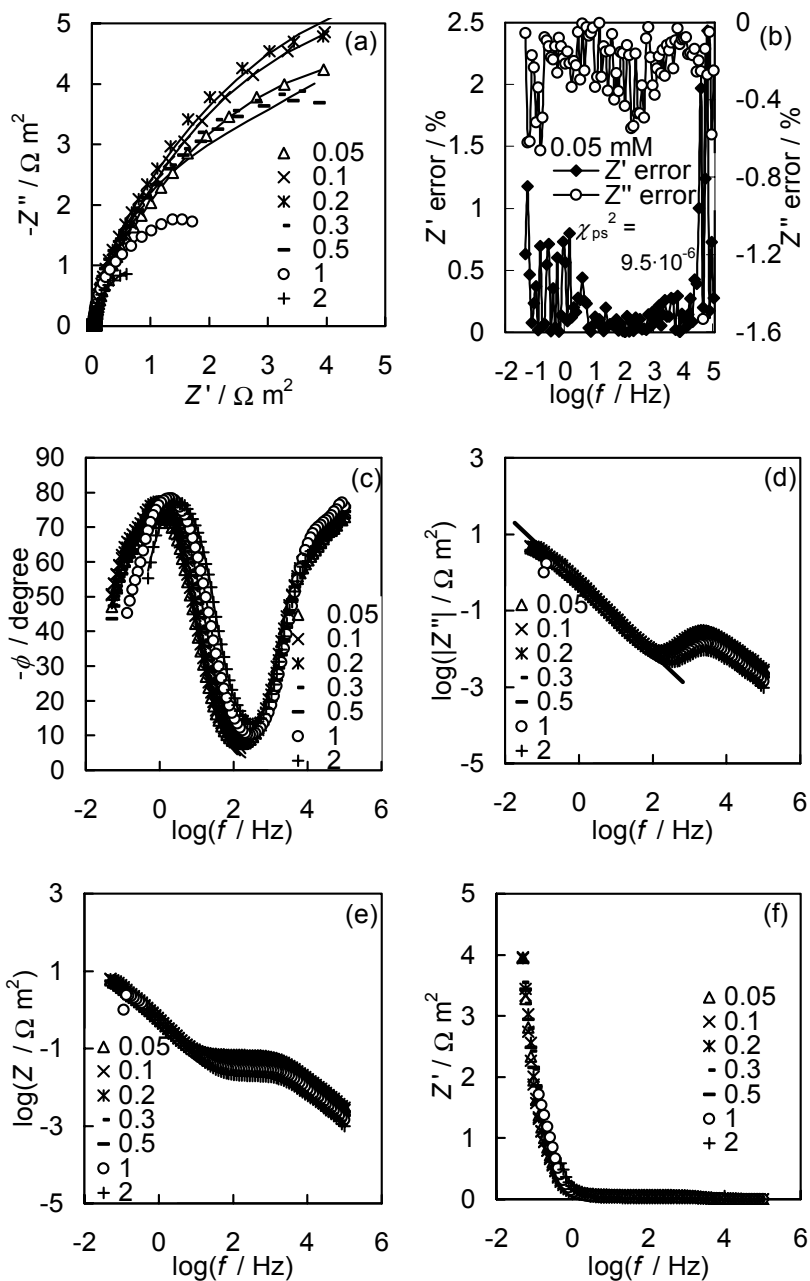 (a)
-Z" / Ω m²
5
4
3
2
1
0
0 1 2 3 4 5
Z' / Ω m²
0.05
0.1
0.2
0.3
0.5
1
2
(b)
Z' error / %
2.5
2
1.5
1
0.5
0
Z" error / %
0
-0.4
-0.8
-1.2
-1.6
0.05 mM
Z' error
Z" error
χps² =
9.5·10⁻⁶
-2 -1 0 1 2 3 4 5
log(f / Hz)
(c)
-ϕ / degree
90
80
70
60
50
40
30
20
10
0
-2 0 2 4 6
log(f / Hz)
0.05
0.1
0.2
0.3
0.5
1
2
(d)
log(|Z"| / Ω m²)
3
1
-1
-3
-5
-2 0 2 4 6
log(f / Hz)
0.05
0.1
0.2
0.3
0.5
1
2
(e)
log(Z / Ω m²)
3
1
-1
-3
-5
-2 0 2 4 6
log(f / Hz)
0.05
0.1
0.2
0.3
0.5
1
2
(f)
Z' / Ω m²
5
4
3
2
1
0
-2 0 2 4 6
log(f / Hz)
0.05
0.1
0.2
0.3
0.5
1
2